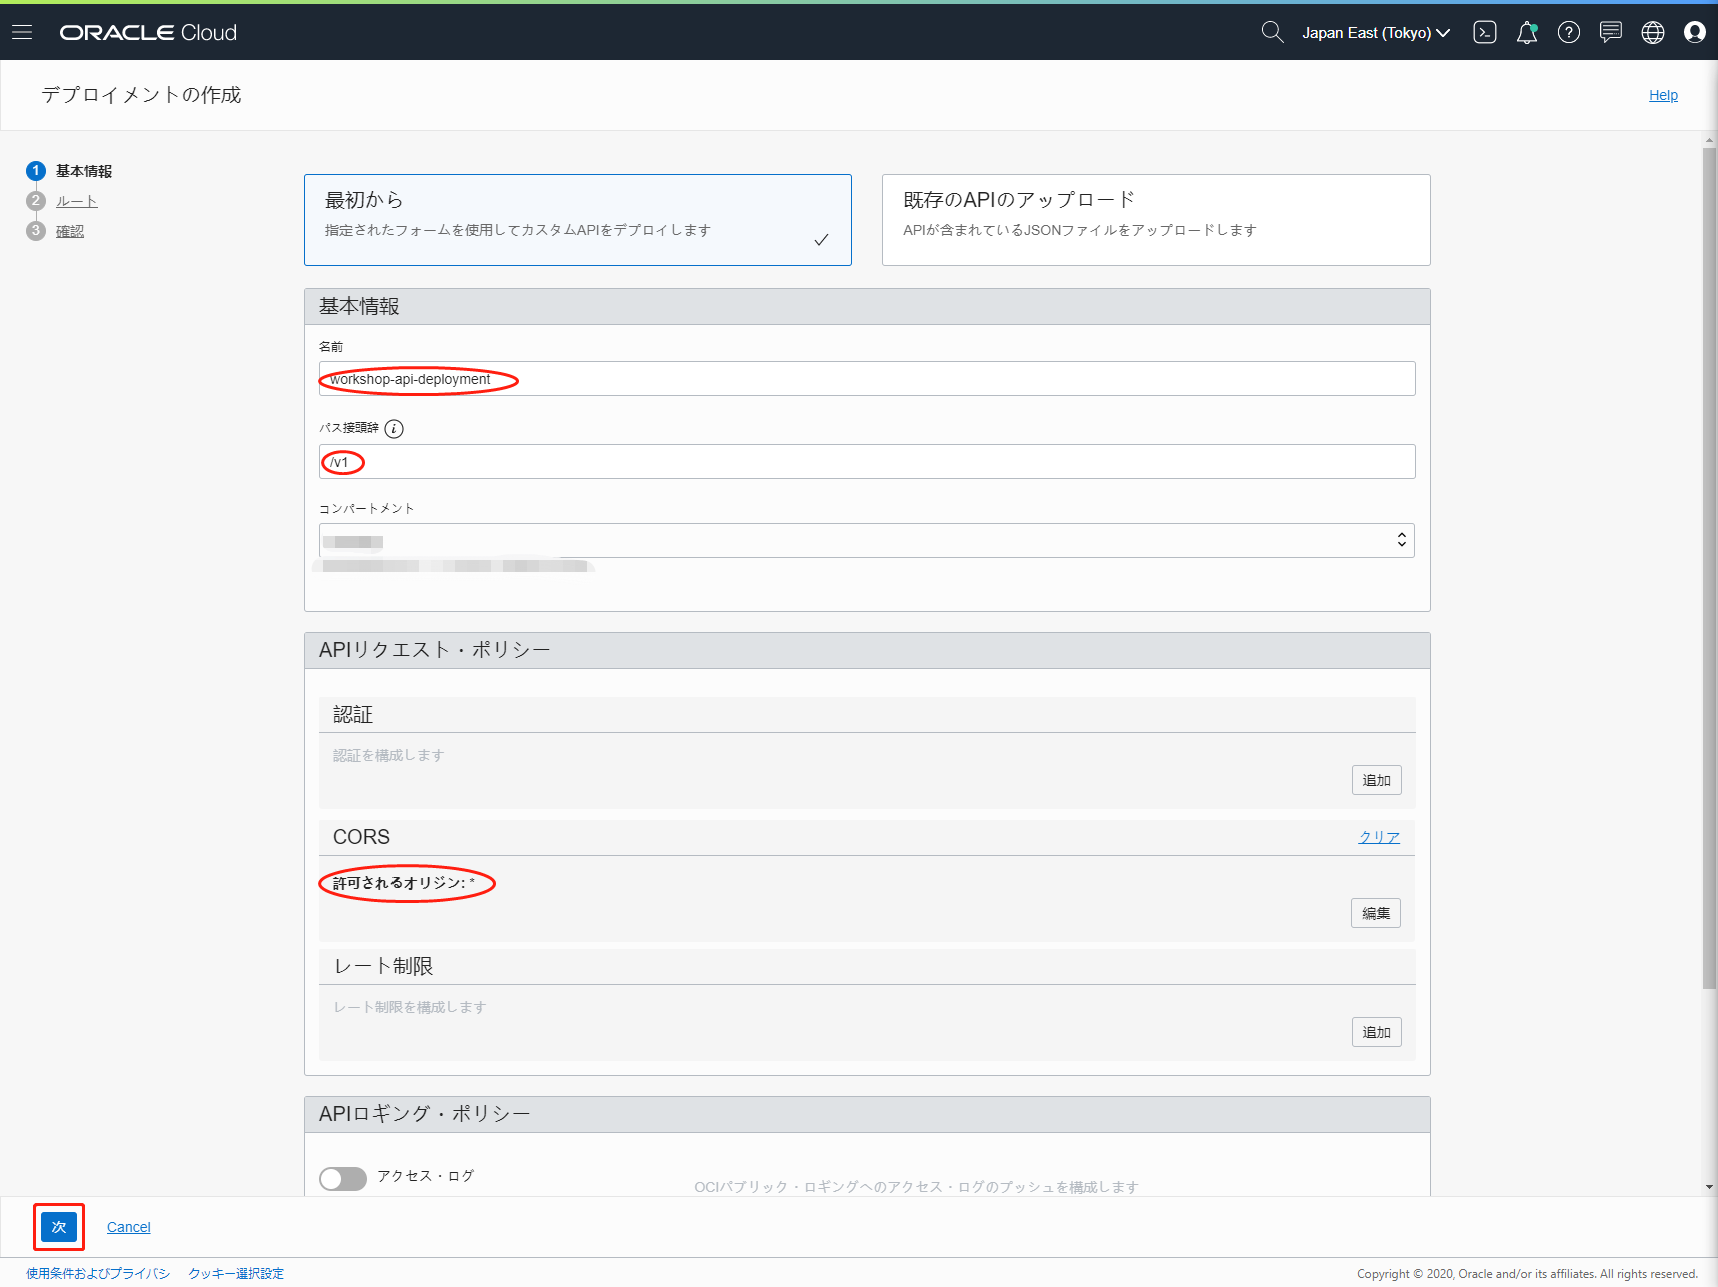 ORACLE Cloud
Japan East (Tokyo)
デプロイメントの作成
Help
1 基本情報
2 ルート
3 確認
最初から
指定されたフォームを使用してカスタムAPIをデプロイします
既存のAPIのアップロード
APIが含まれているJSONファイルをアップロードします
基本情報
名前
workshop-api-deployment
パス接頭辞 i
/v1
コンパートメント
APIリクエスト・ポリシー
認証
認証を構成します
追加
CORS
クリア
許可されるオリジン: *
編集
レート制限
レート制限を構成します
追加
APIロギング・ポリシー
アクセス・ログ
OCIパブリック・ロギングへのアクセス・ログのプッシュを構成します
次
Cancel
使用条件およびプライバシ クッキー選択設定
Copyright © 2020, Oracle and/or its affiliates. All rights reserved.